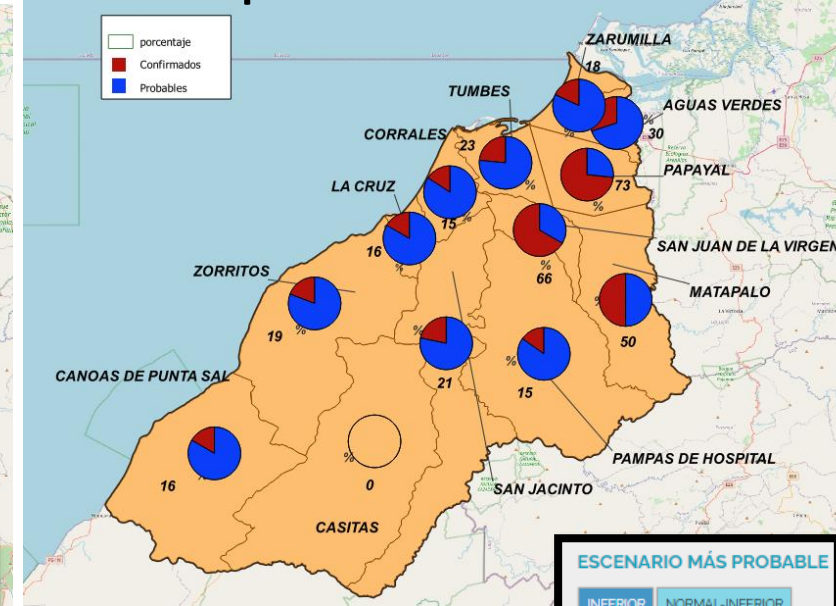 porcentaje
Confirmados
Probables
ZARUMILLA
18
%
TUMBES
AGUAS VERDES
%
30
CORRALES
23
%
PAPAYAL
73
%
LA CRUZ
15
%
SAN JUAN DE LA VIRGEN
16
%
%
66
ZORRITOS
MATAPALO
%
19
%
50
%
21
%
15
CANOAS DE PUNTA SAL
PAMPAS DE HOSPITAL
16
%
%
0
SAN JACINTO
CASITAS
ESCENARIO MÁS PROBABLE
INFERIOR
NORMAL-INFERIOR